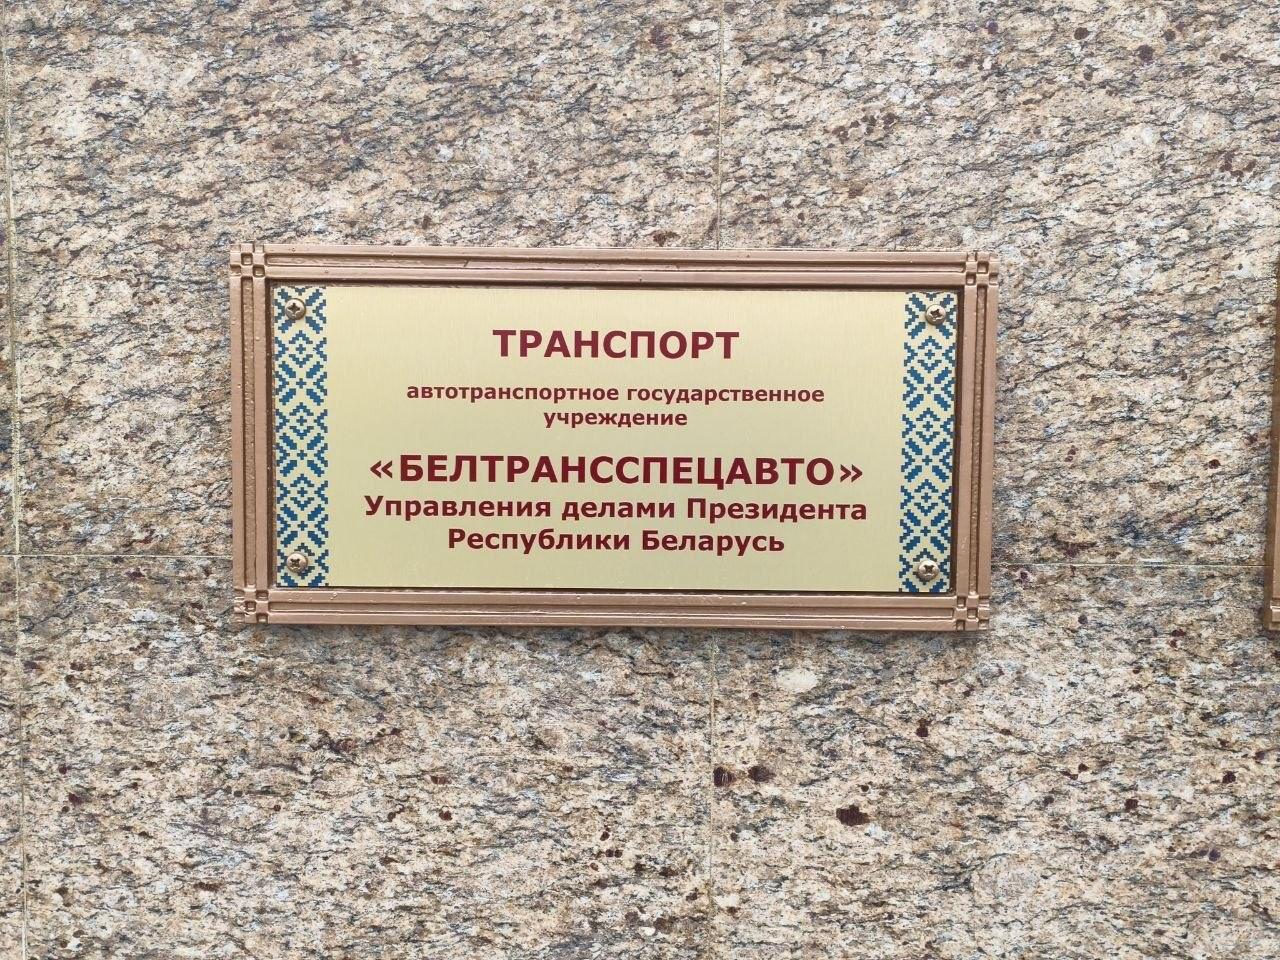 ТРАНСПОРТ
автотранспортное государственное
учреждение
«БЕЛТРАНССПЕЦАВТО»
Управления делами Президента
Республики Беларусь